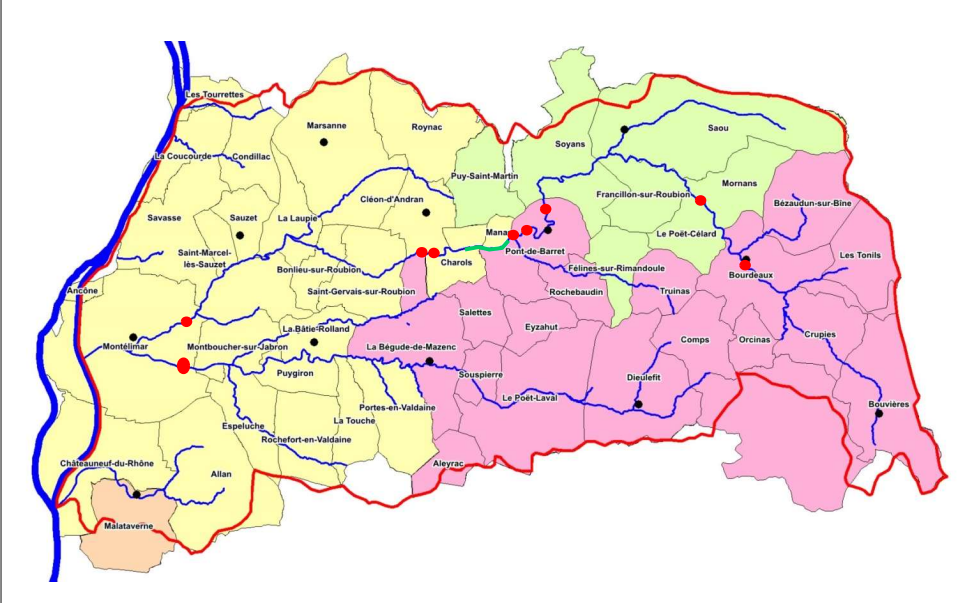 Les Tourrettes
Marsanne
Roynac
Saou
Soyans
La Coucourde
Condillac
Puy-Saint-Martin
Mornans
Francillon-sur-Roubion
Cléon-d'Andran
Bézaudun-sur-Bîne
Savasse
Sauzet
La Laupie
Mana
Le Poët-Célard
Saint-Marcel-
lès-Sauzet
Pont-de-Barret
Les Tonils
Charols
Bonlieu-sur-Roubion
Félines-sur-Rimandoule
Bourdeaux
Ancône
Saint-Gervais-sur-Roubion
Rochebaudin
Truinas
Salettes
La Bâtie-Rolland
Eyzahut
Crupies
Montélimar
Montboucher-sur-Jabron
La Bégude-de-Mazenc
Comps
Orcinas
Puygiron
Souspierre
Dieulefit
Le Poët-Laval
Portes-en-Valdaine
Bouvières
La Touche
Espeluche
Rochefort-en-Valdaine
Châteauneuf-du-Rhône
Aleyrac
Allan
Malataverne